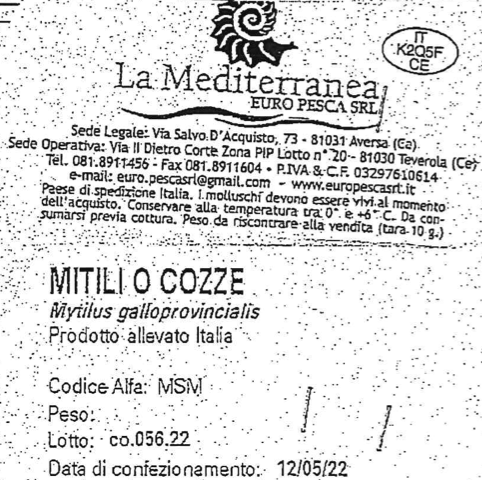 La Mediterranea
EURO PESCA SRL
IT
K2Q5F
CE
Sede Legale: Via Salvo D'Acquisto, 73 - 81031 Aversa (Ce)
Sede Operativa: Via II Dietro Corte Zona PIP Lotto n° 20 - 81030 Teverola (Ce)
Tel. 081.8911456 - Fax 081.8911604 - P.IVA & C.F. 03297610614
e-mail: euro.pescasrl@gmail.com - www.europescasrl.it
Paese di spedizione Italia. I molluschi devono essere vivi al momento
dell'acquisto. Conservare alla temperatura tra 0° e +6° C. Da con-
sumarsi previa cottura. Peso da riscontrare alla vendita (tara 10 g.)
MITILI O COZZE
Mytilus galloprovincialis
Prodotto allevato Italia
Codice Alfa: MSM
Peso:
Lotto: co.056.22
Data di confezionamento: 12/05/22